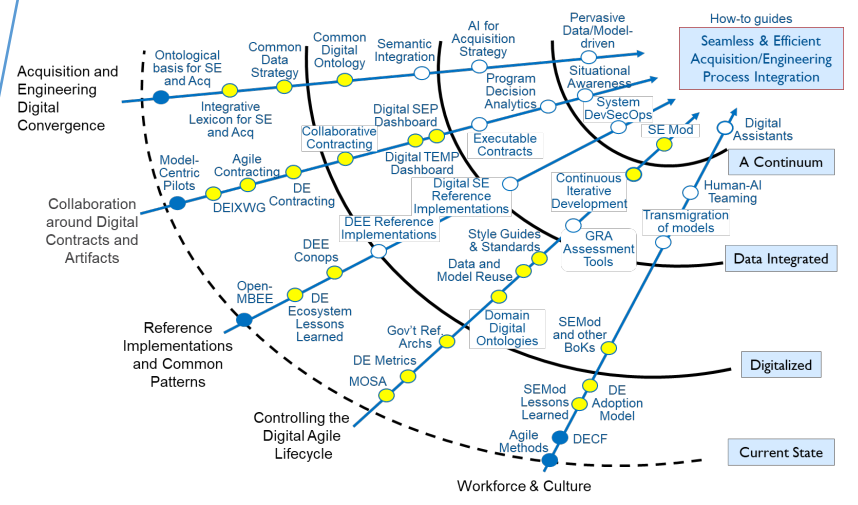 How-to guides
Seamless & Efficient
Acquisition/Engineering
Process Integration
Pervasive
Data/Model-
driven
AI for
Acquisition
Strategy
Common
Digital
Ontology
Semantic
Integration
Common
Data
Strategy
Ontological
basis for SE
and Acq
Acquisition and
Engineering
Digital
Convergence
Integrative
Lexicon for SE
and Acq
Situational
Awareness
Program
Decision
Analytics
System
DevSecOps
Digital SEP
Dashboard
Collaborative
Contracting
Executable
Contracts
SE Mod
Digital
Assistants
Model-
Centric
Pilots
Agile
Contracting
Digital TEMP
Dashboard
DE
Contracting
DEIXWG
A Continuum
Collaboration
around Digital
Contracts and
Artifacts
Digital SE
Reference
Implementations
Continuous
Iterative
Development
Human-AI
Teaming
DEE Reference
Implementations
Transmigration
of models
Style Guides
& Standards
GRA
Assessment
Tools
DEE
Conops
Data and
Model Reuse
Data Integrated
Open-
MBEE
DE
Ecosystem
Lessons
Learned
Domain
Digital
Ontologies
SEMod
and other
BoKs
Reference
Implementations
and Common
Patterns
Gov't Ref.
Archs
DE Metrics
MOSA
Digitalized
SEMod
Lessons
Learned
DE
Adoption
Model
Controlling the
Digital Agile
Lifecycle
Agile
Methods
DECF
Current State
Workforce & Culture